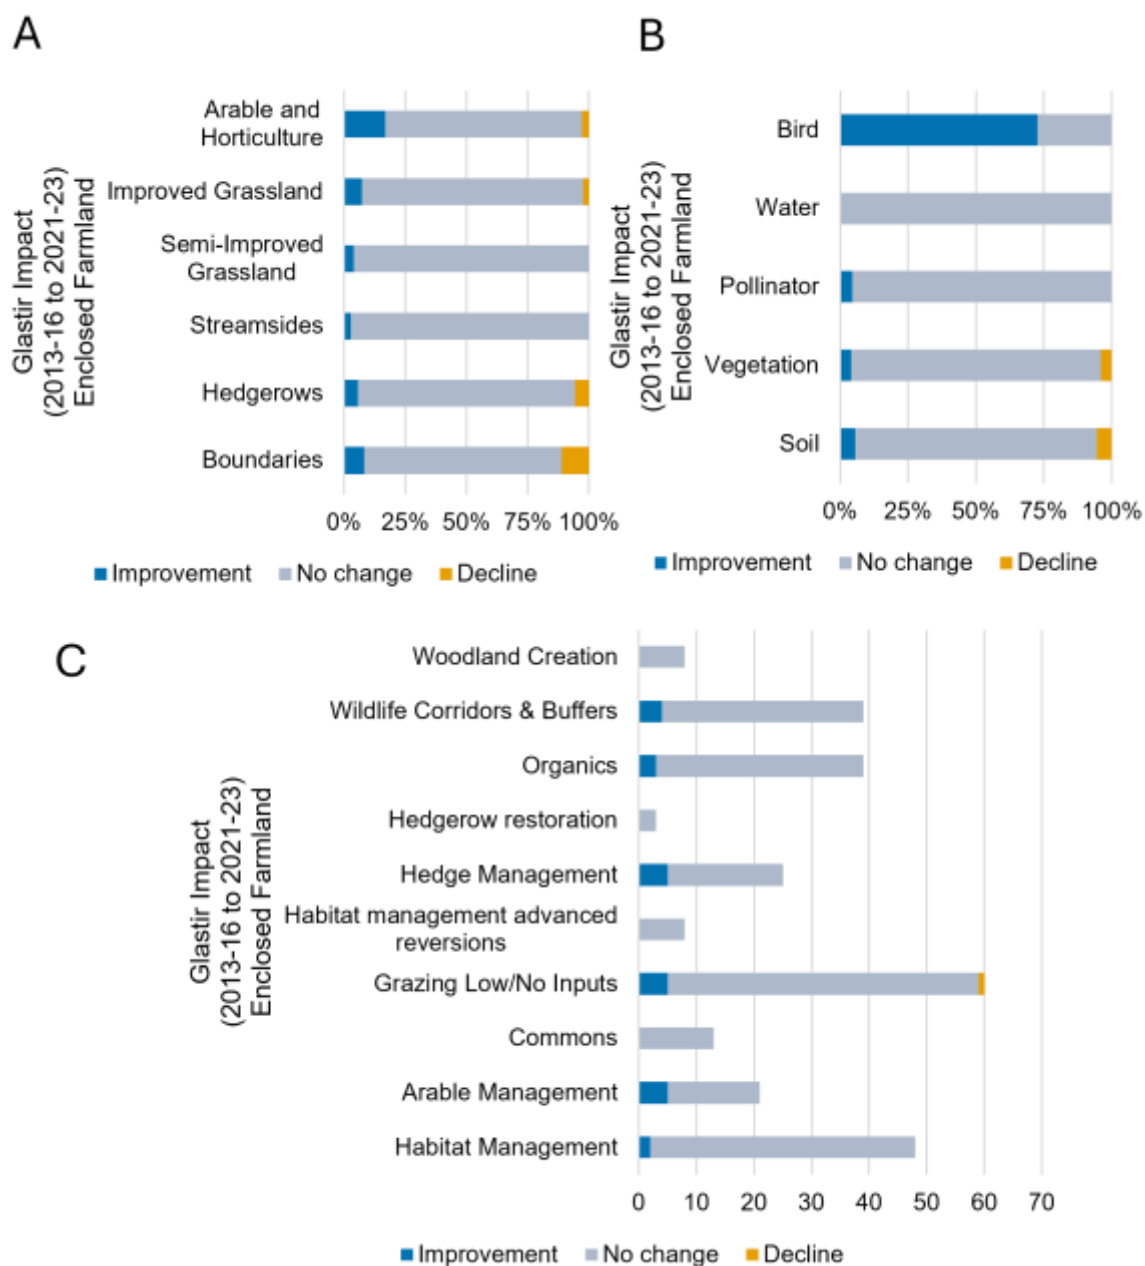 A
Glastir Impact
(2013-16 to 2021-23)
Enclosed Farmland
Arable and
Horticulture
Improved Grassland
Semi-Improved
Grassland
Streamsides
Hedgerows
Boundaries
0% 25% 50% 75% 100%
Improvement No change Decline
B
Glastir Impact
(2013-16 to 2021-23)
Enclosed Farmland
Bird
Water
Pollinator
Vegetation
Soil
0% 25% 50% 75% 100%
Improvement No change Decline
C
Glastir Impact
(2013-16 to 2021-23)
Enclosed Farmland
Woodland Creation
Wildlife Corridors & Buffers
Organics
Hedgerow restoration
Hedge Management
Habitat management advanced
reversions
Grazing Low/No Inputs
Commons
Arable Management
Habitat Management
0 10 20 30 40 50 60 70
Improvement No change Decline